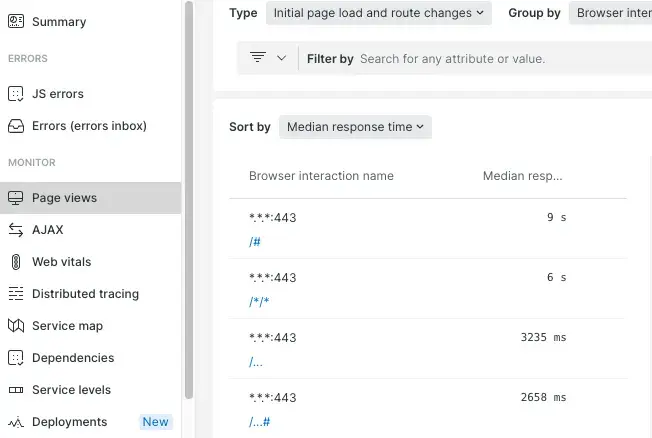 Summary
ERRORS
JS errors
Errors (errors inbox)
MONITOR
Page views
AJAX
Web vitals
Distributed tracing
Service map
Dependencies
Service levels
Deployments New
Type Initial page load and route changes Group by Browser inter
Filter by Search for any attribute or value.
Sort by Median response time
Browser interaction name Median resp...
*.*.*:443 9 s
/#
*.*.*:443 6 s
/*/*
*.*.*:443 3235 ms
/...
*.*.*:443 2658 ms
/...#